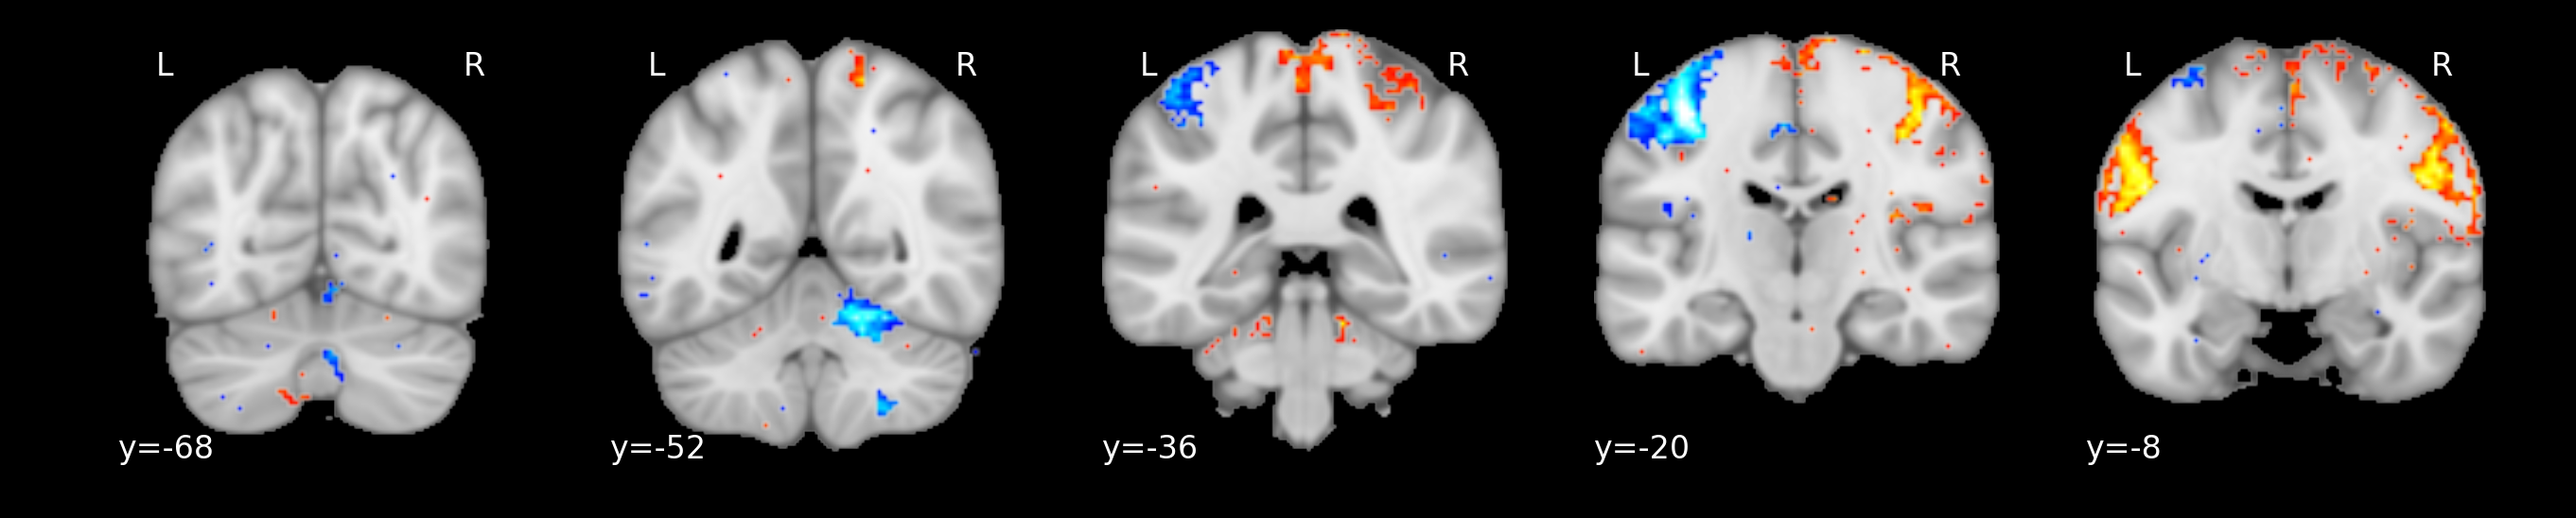 L R L R L R L R L R
y=-68 y=-52 y=-36 y=-20 y=-8